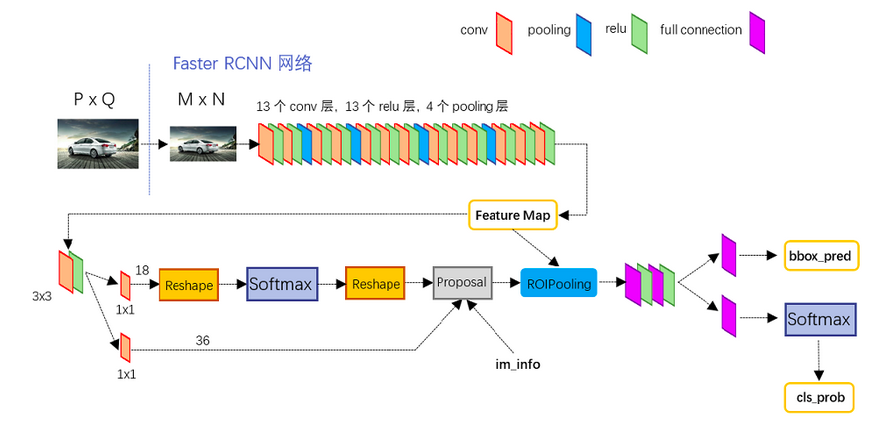 conv
pooling
relu
full connection
Faster RCNN 网络
P x Q
M x N
13 个 conv 层，13 个 relu 层，4 个 pooling 层
Feature Map
3x3
18
1x1
Reshape
Softmax
Reshape
Proposal
ROIPooling
bbox_pred
36
1x1
im_info
Softmax
cls_prob